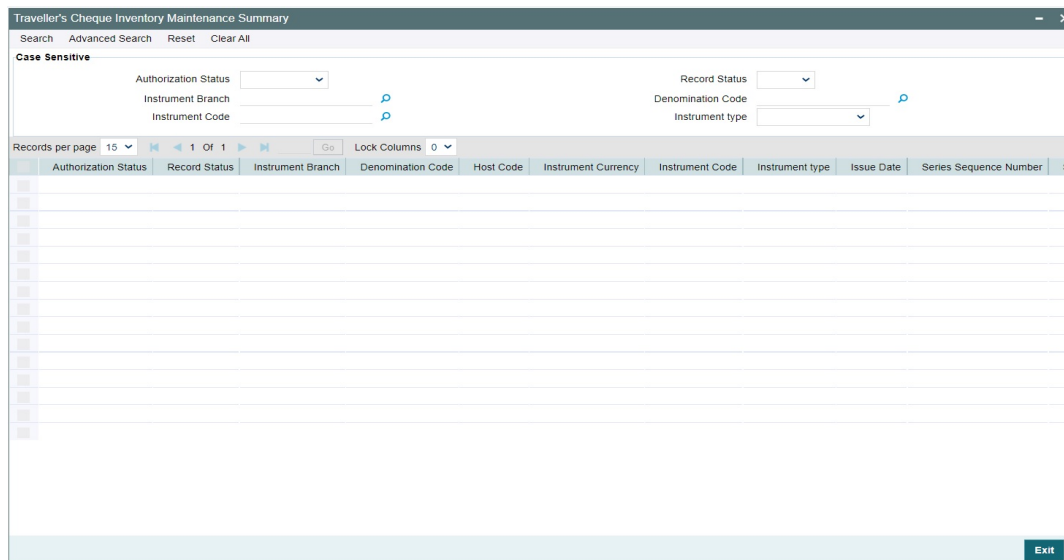 Traveller's Cheque Inventory Maintenance Summary
Search Advanced Search Reset Clear All
Case Sensitive
Authorization Status Record Status
Instrument Branch Denomination Code
Instrument Code Instrument type
Records per page 15 1 Of 1 Go Lock Columns 0
Authorization Status Record Status Instrument Branch Denomination Code Host Code Instrument Currency Instrument Code Instrument type Issue Date Series Sequence Number
Exit